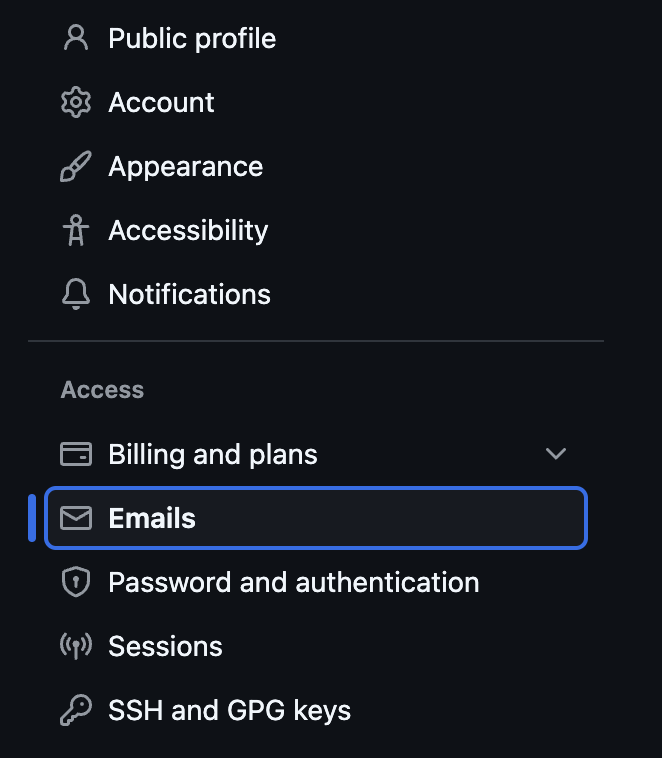 Public profile
Account
Appearance
Accessibility
Notifications
Access
Billing and plans
Emails
Password and authentication
Sessions
SSH and GPG keys